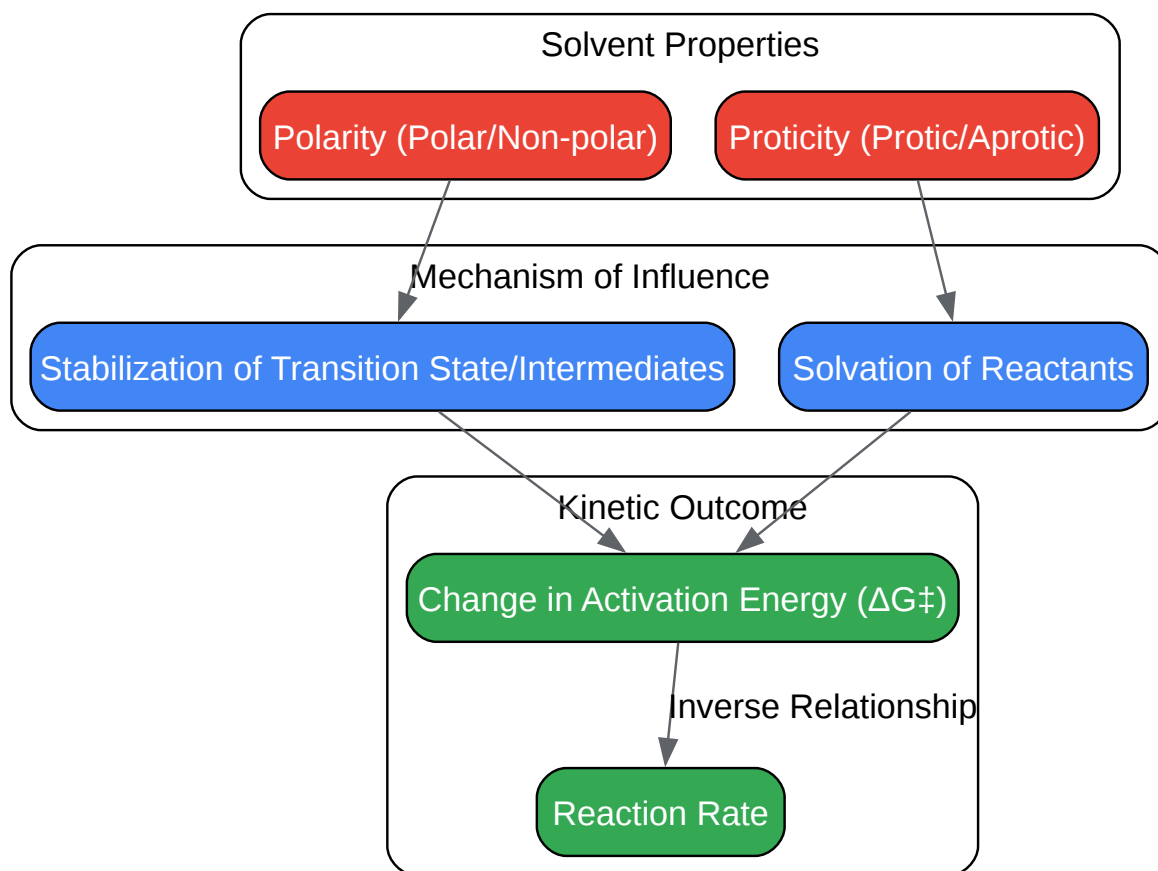 Solvent Properties
Polarity (Polar/Non-polar)
Proticity (Protic/Aprotic)
Mechanism of Influence
Stabilization of Transition State/Intermediates
Solvation of Reactants
Kinetic Outcome
Change in Activation Energy (ΔG‡)
Inverse Relationship
Reaction Rate